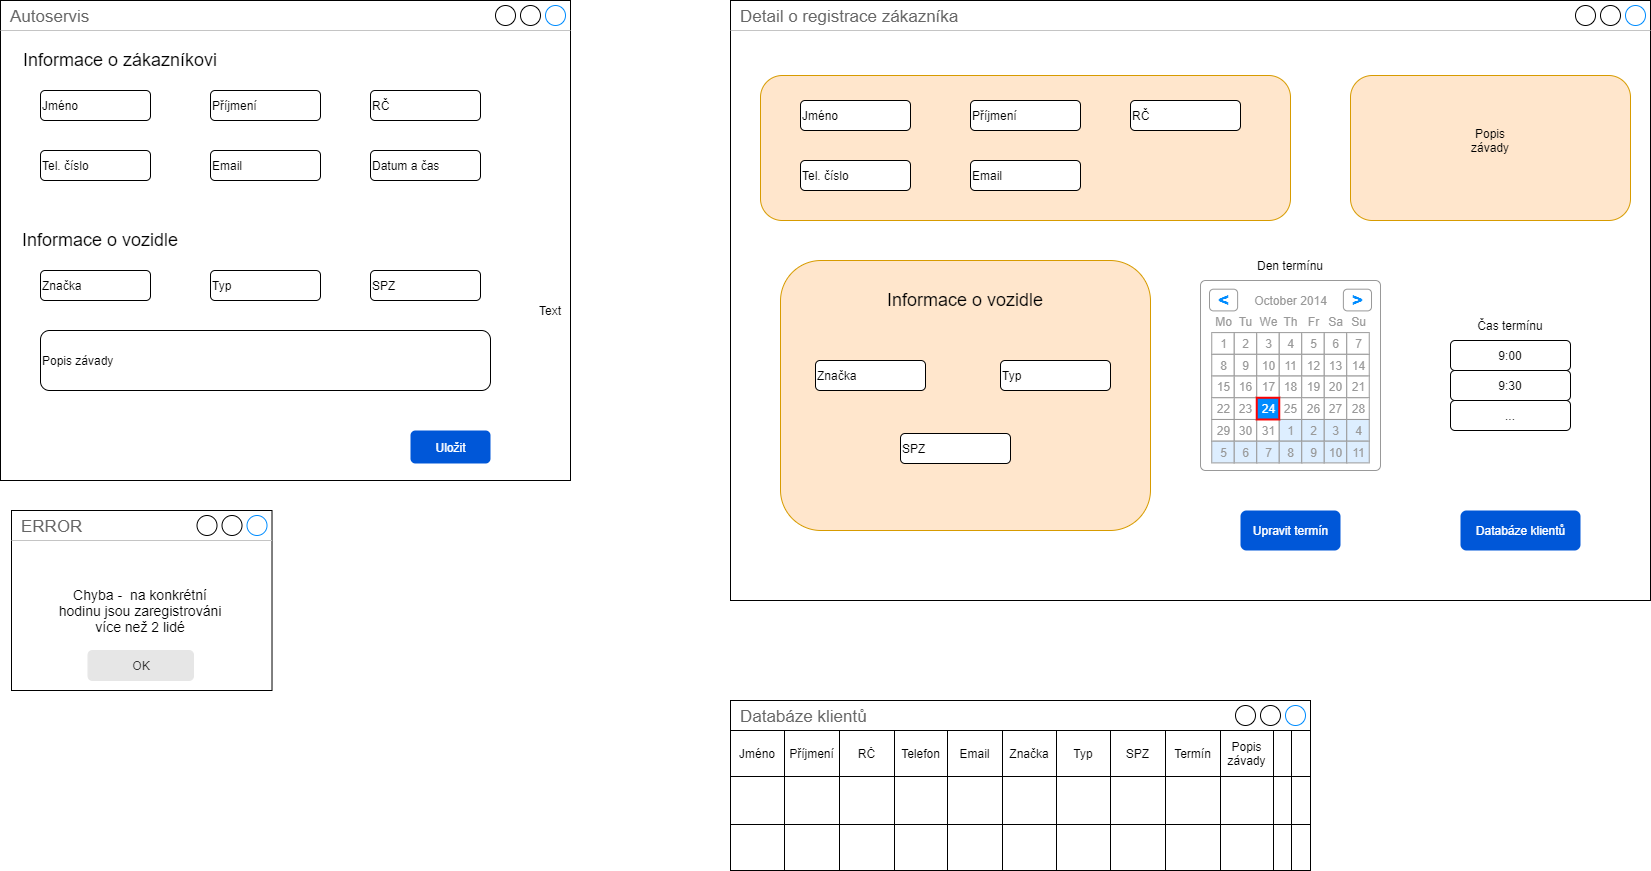 Autoservis
Informace o zákazníkovi
Jméno
Příjmení
RČ
Tel. číslo
Email
Datum a čas
Informace o vozidle
Značka
Typ
SPZ
Text
Popis závady
Uložit
ERROR
Chyba -  na konkrétní
hodinu jsou zaregistrováni
více než 2 lidé
OK
Detail o registrace zákazníka
Jméno
Příjmení
RČ
Tel. číslo
Email
Popis
závady
Informace o vozidle
Značka
Typ
SPZ
Den termínu
< October 2014 >
Mo Tu We Th Fr Sa Su
1 2 3 4 5 6 7
8 9 10 11 12 13 14
15 16 17 18 19 20 21
22 23 24 25 26 27 28
29 30 31 1 2 3 4
5 6 7 8 9 10 11
Čas termínu
9:00
9:30
...
Upravit termín
Databáze klientů
Databáze klientů
Jméno Příjmení RČ Telefon Email Značka Typ SPZ Termín Popis
závady